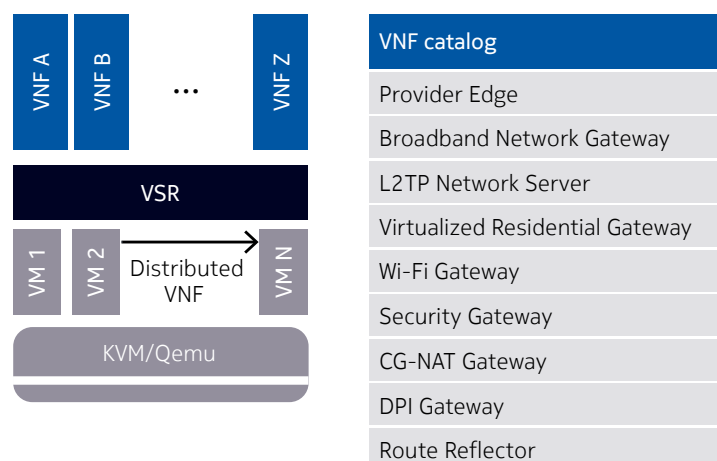 VNF A
VNF B
...
VNF Z
VSR
VM 1
VM 2
Distributed
VNF
VM N
KVM/Qemu
VNF catalog
Provider Edge
Broadband Network Gateway
L2TP Network Server
Virtualized Residential Gateway
Wi-Fi Gateway
Security Gateway
CG-NAT Gateway
DPI Gateway
Route Reflector